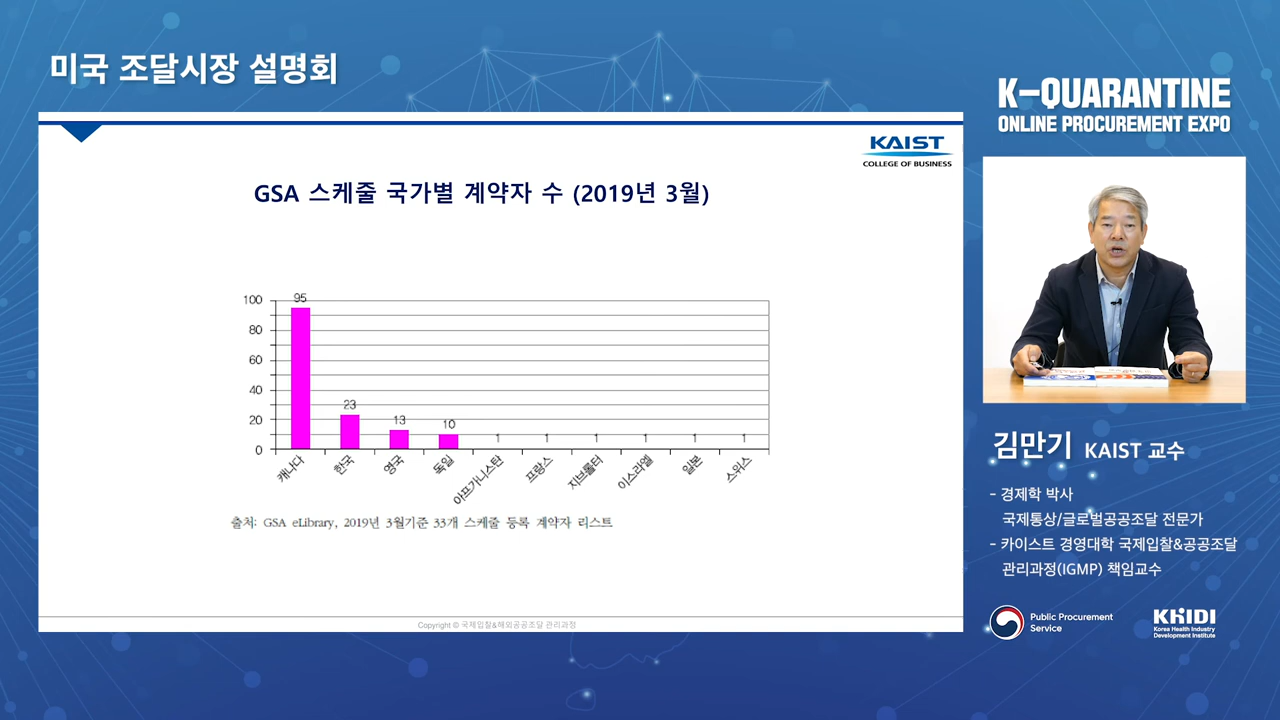 미국 조달시장 설명회
K-QUARANTINE
ONLINE PROCUREMENT EXPO
KAIST
COLLEGE OF BUSINESS
GSA 스케줄 국가별 계약자 수 (2019년 3월)
100
80
60
40
20
0
95
23
13
10
1
1
1
1
1
1
캐나다
한국
영국
독일
아프가니스탄
프랑스
지브롤터
이스라엘
일본
스위스
출처: GSA eLibrary, 2019년 3월기준 33개 스케줄 등록 계약자 리스트
Copyright © 국제입찰&해외공공조달 관리과정
김만기 KAIST 교수
- 경제학 박사
국제통상/글로벌공공조달 전문가
- 카이스트 경영대학 국제입찰&공공조달
관리과정(IGMP) 책임교수
Public Procurement
Service
KHIDI
Korea Health Industry
Development Institute